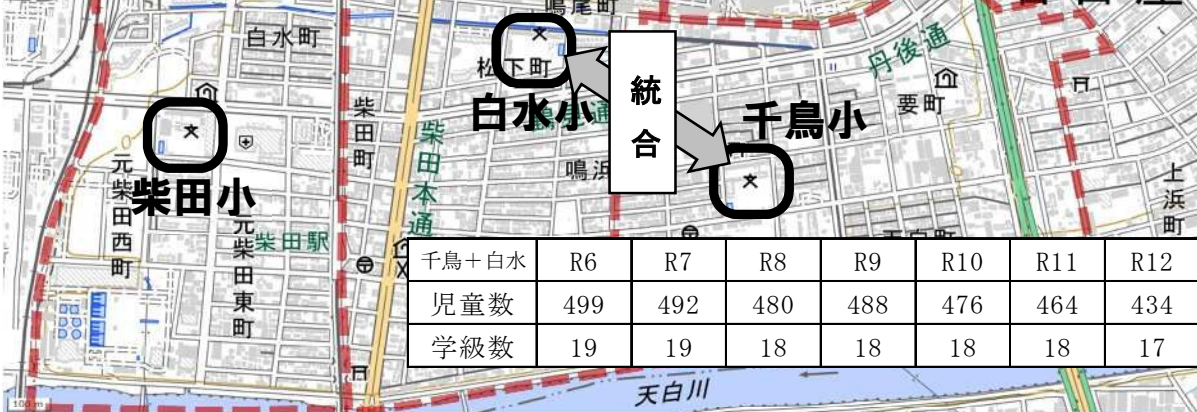 鳴尾町
白水町
松下町
白水小
統合
丹後通
要町
千鳥小
柴田町
柴田本通
鳴浜
元柴田西町
柴田小
元柴田東町
柴田駅
上浜町
千鳥+白水 R6 R7 R8 R9 R10 R11 R12
児童数 499 492 480 488 476 464 434
学級数 19 19 18 18 18 18 17
天白川
100 m